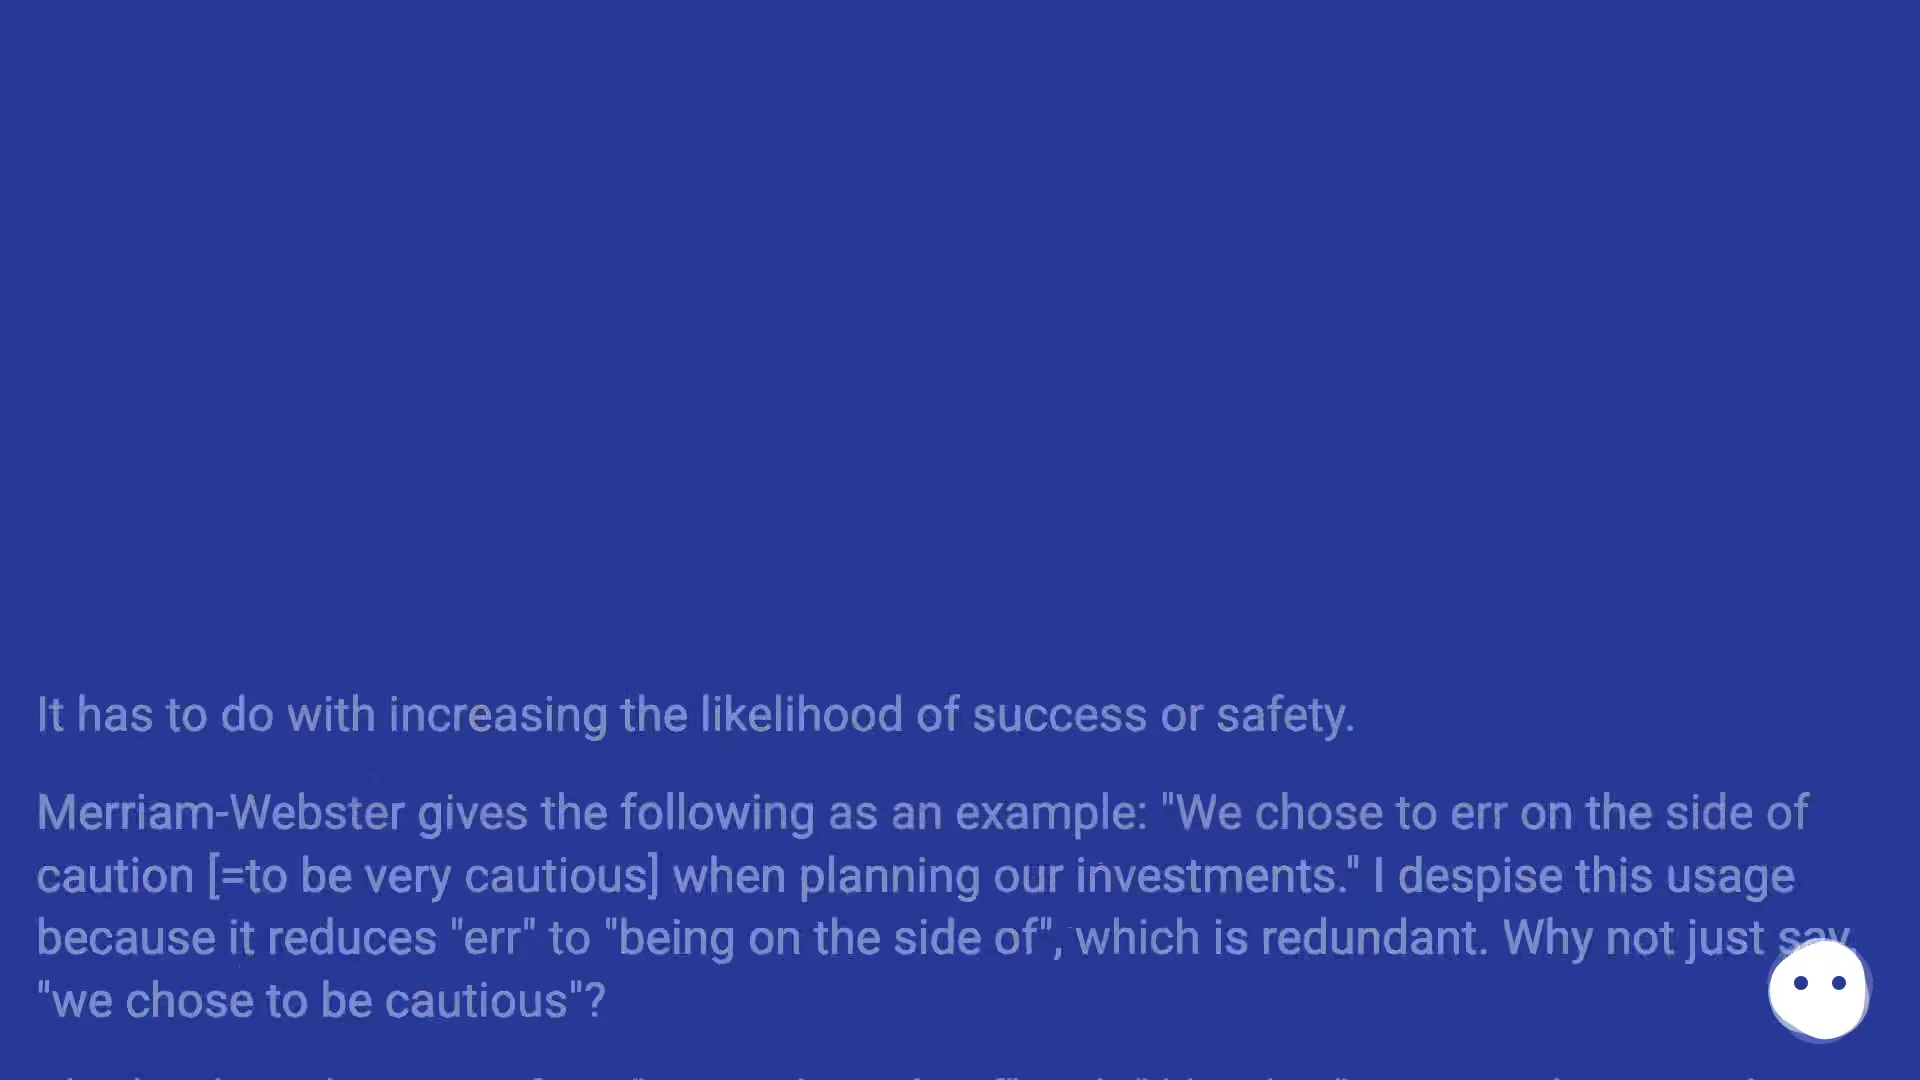 It has to do with increasing the likelihood of success or safety.
Merriam-Webster gives the following as an example: "We chose to err on the side of
caution [=to be very cautious] when planning our investments." I despise this usage
because it reduces "err" to "being on the side of", which is redundant. Why not just say,
"we chose to be cautious"?